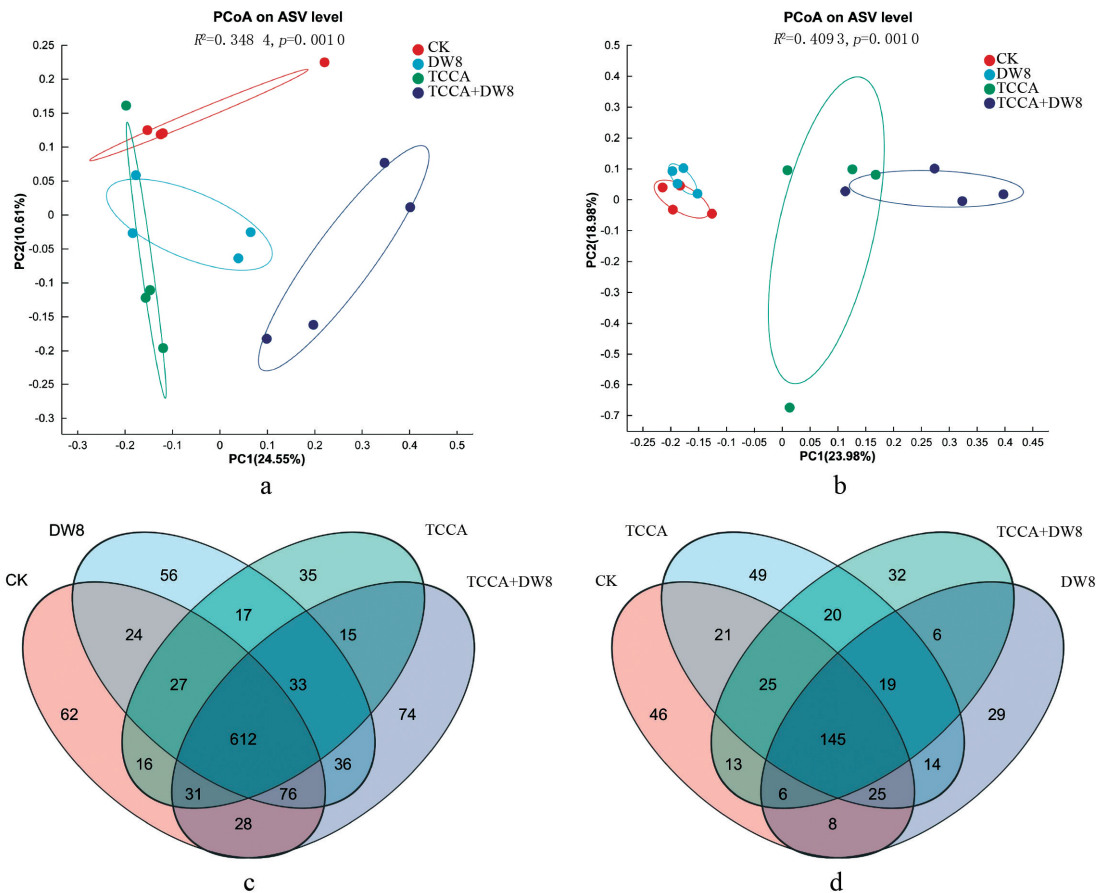 PCoA on ASV level
R²=0.348 4, p=0.001 0
CK
DW8
TCCA
TCCA+DW8
0.25
0.2
0.15
0.1
0.05
0
-0.05
-0.1
-0.15
-0.2
-0.25
-0.3
PC2(10.61%)
-0.3 -0.2 -0.1 0 0.1 0.2 0.3 0.4 0.5
PC1(24.55%)
a
PCoA on ASV level
R²=0.409 3, p=0.001 0
CK
DW8
TCCA
TCCA+DW8
0.5
0.4
0.3
0.2
0.1
0
-0.1
-0.2
-0.3
-0.4
-0.5
-0.6
-0.7
PC2(18.98%)
-0.25 -0.2 -0.15 -0.1 -0.05 0 0.05 0.1 0.15 0.2 0.25 0.3 0.35 0.4 0.45
PC1(23.98%)
b
DW8 TCCA
CK TCCA+DW8
56 35
24 17 15
27 33
62 74
612
16 36
31 76
28
c
TCCA TCCA+DW8
CK DW8
49 32
21 20 6
25 19
46 29
145
13 14
6 25
8
d